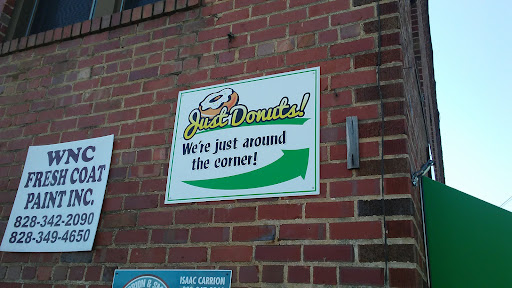 Just Donuts!
We're just around
the corner!
WNC
FRESH COAT
PAINT INC.
828-342-2090
828-349-4650
ISAAC CARRION